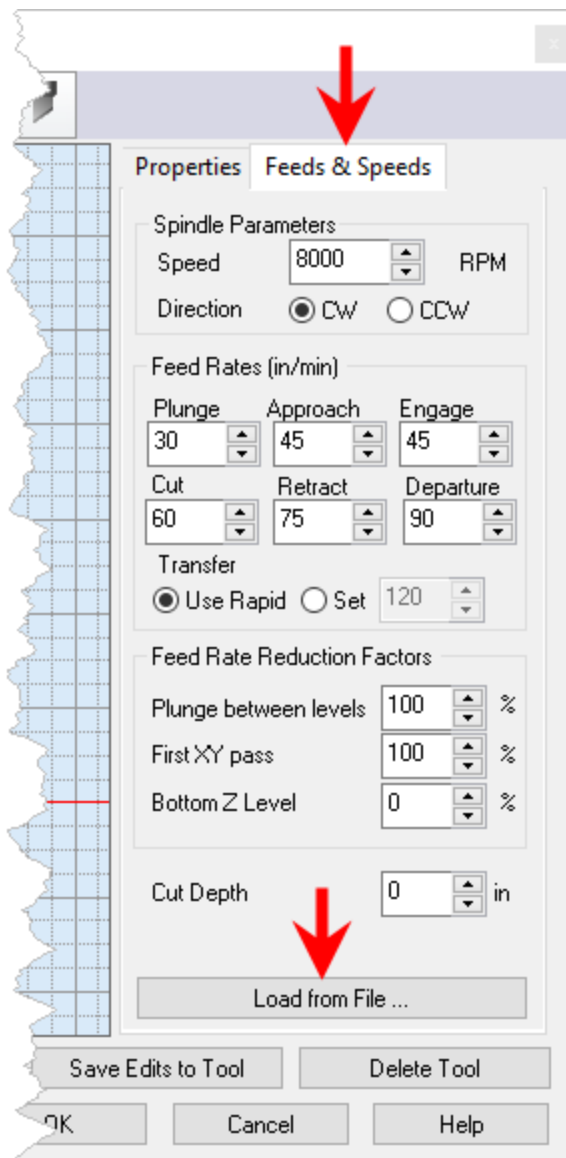 Properties Feeds & Speeds
Spindle Parameters
Speed 8000 RPM
Direction CW CCW
Feed Rates (in/min)
Plunge Approach Engage
30 45 45
Cut Retract Departure
60 75 90
Transfer
Use Rapid Set 120
Feed Rate Reduction Factors
Plunge between levels 100 %
First XY pass 100 %
Bottom Z Level 0 %
Cut Depth 0 in
Load from File ...
Save Edits to Tool Delete Tool
OK Cancel Help